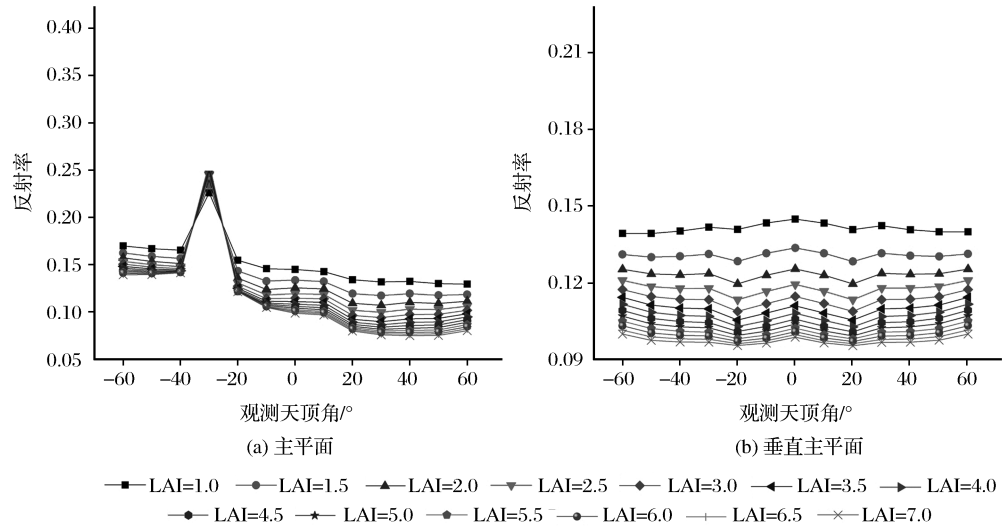 0.40
0.35
0.30
0.25
0.20
0.15
0.10
0.05
反射率
−60 −40 −20 0 20 40 60
观测天顶角/°
(a) 主平面
0.21
0.18
0.15
0.12
0.09
反射率
−60 −40 −20 0 20 40 60
观测天顶角/°
(b) 垂直主平面
LAI=1.0 LAI=1.5 LAI=2.0 LAI=2.5 LAI=3.0 LAI=3.5 LAI=4.0
LAI=4.5 LAI=5.0 LAI=5.5 LAI=6.0 LAI=6.5 LAI=7.0